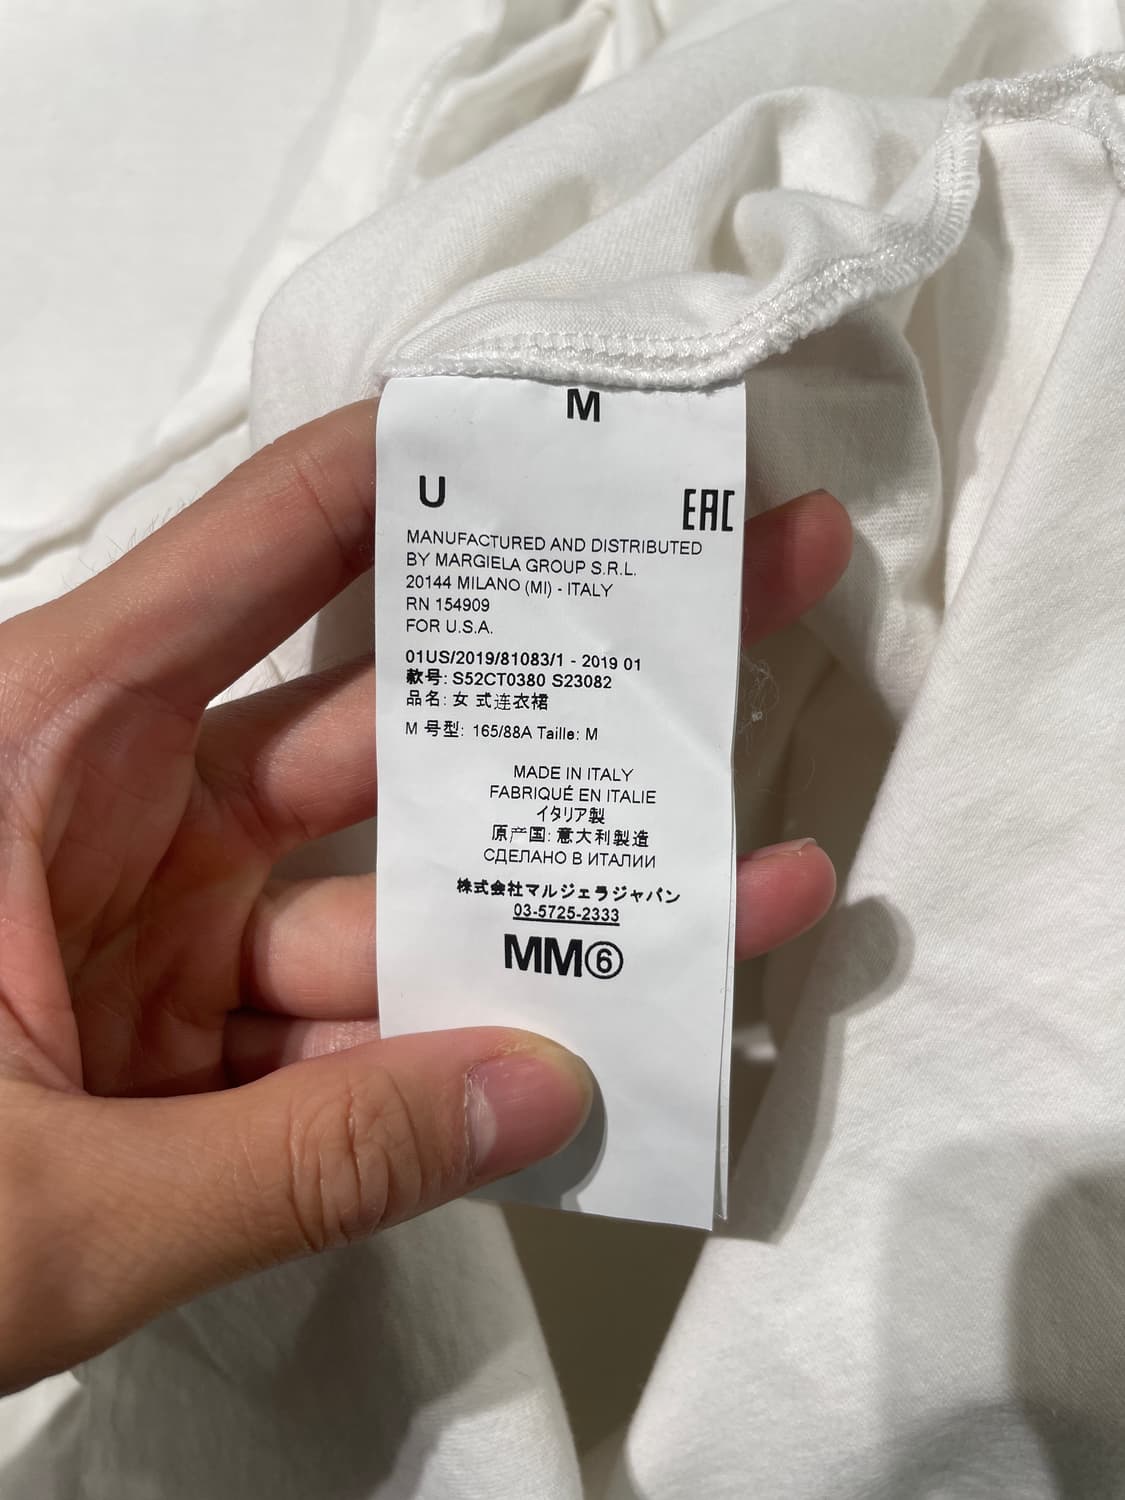 M
U
EAC
MANUFACTURED AND DISTRIBUTED
BY MARGIELA GROUP S.R.L.
20144 MILANO (MI) - ITALY
RN 154909
FOR U.S.A.
01US/2019/81083/1 - 2019 01
款号: S52CT0380 S23082
品名: 女 式连衣裙
M 号型: 165/88A Taille: M
MADE IN ITALY
FABRIQUÉ EN ITALIE
イタリア製
原产国: 意大利製造
СДЕЛАНО В ИТАЛИИ
株式会社マルジェラジャパン
03-5725-2333
MM⑥